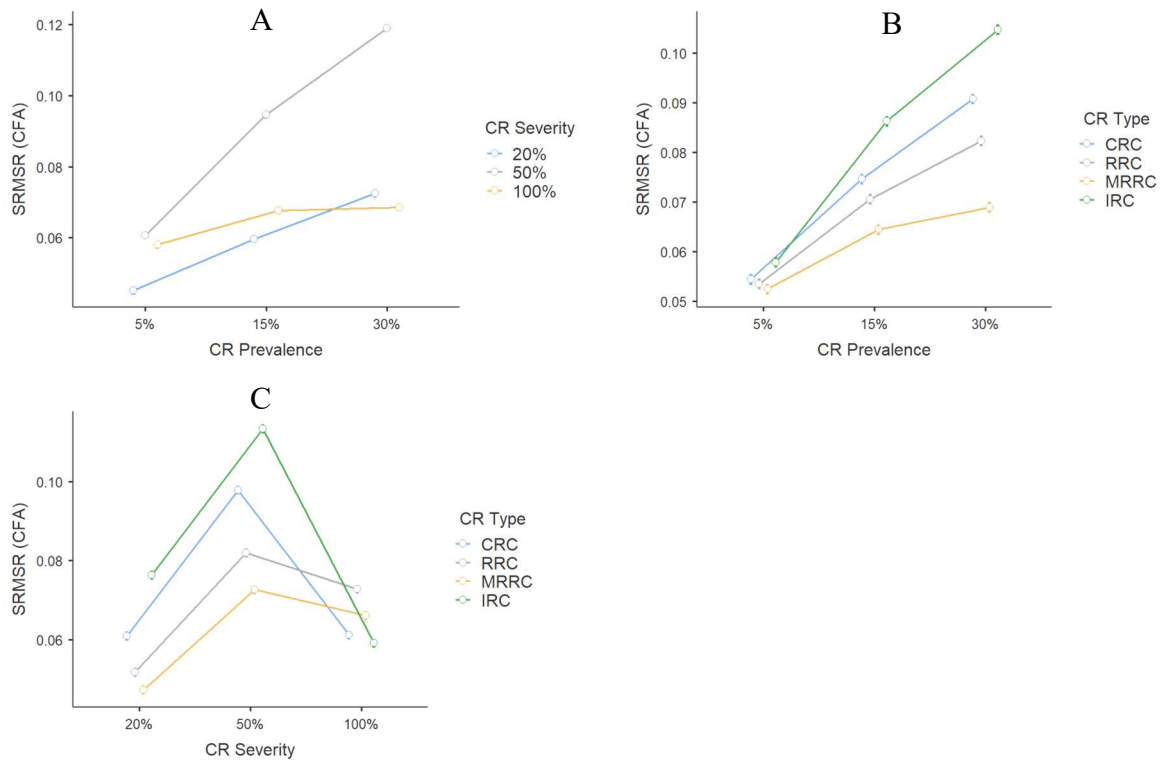 A
0.12
0.10
0.08
0.06
SRMSR (CFA)
5%
15%
30%
CR Prevalence
CR Severity
20%
50%
100%
B
0.10
0.09
0.08
0.07
0.06
0.05
SRMSR (CFA)
5%
15%
30%
CR Prevalence
CR Type
CRC
RRC
MRRC
IRC
C
0.10
0.08
0.06
SRMSR (CFA)
20%
50%
100%
CR Severity
CR Type
CRC
RRC
MRRC
IRC